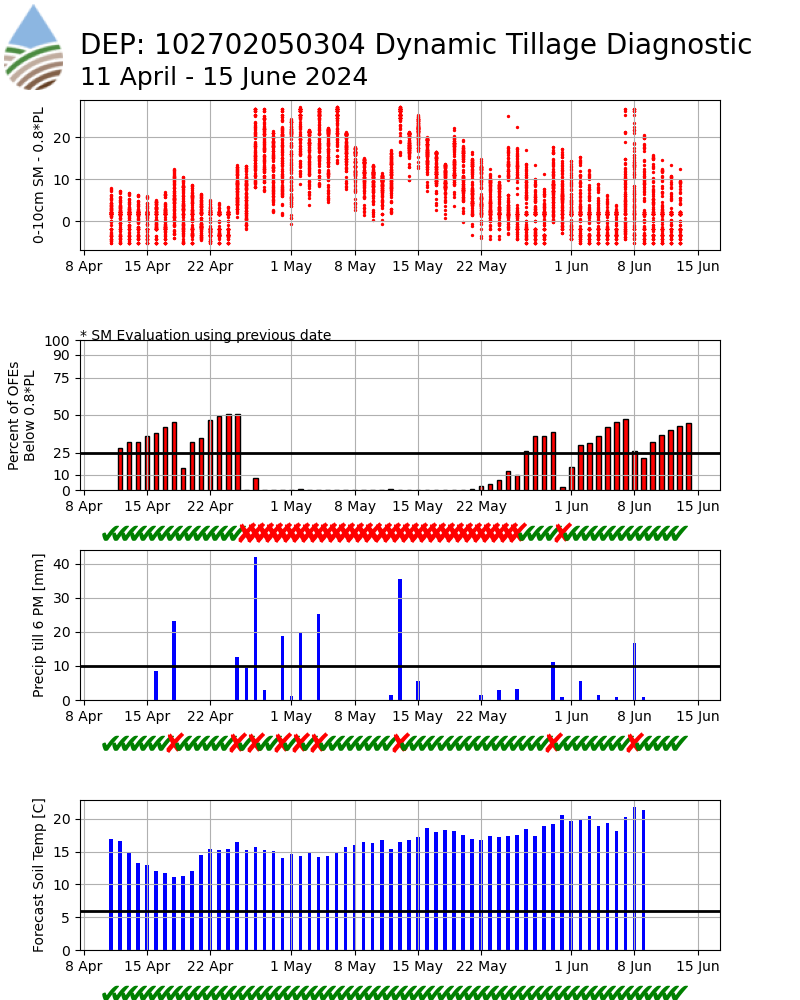 DEP: 102702050304 Dynamic Tillage Diagnostic
11 April - 15 June 2024
0-10cm SM - 0.8*PL
20
10
0
8 Apr 15 Apr 22 Apr 1 May 8 May 15 May 22 May 1 Jun 8 Jun 15 Jun
* SM Evaluation using previous date
Percent of OFEs
Below 0.8*PL
100
90
75
50
25
10
0
8 Apr 15 Apr 22 Apr 1 May 8 May 15 May 22 May 1 Jun 8 Jun 15 Jun
Precip till 6 PM [mm]
40
30
20
10
0
8 Apr 15 Apr 22 Apr 1 May 8 May 15 May 22 May 1 Jun 8 Jun 15 Jun
Forecast Soil Temp [C]
20
15
10
5
0
8 Apr 15 Apr 22 Apr 1 May 8 May 15 May 22 May 1 Jun 8 Jun 15 Jun